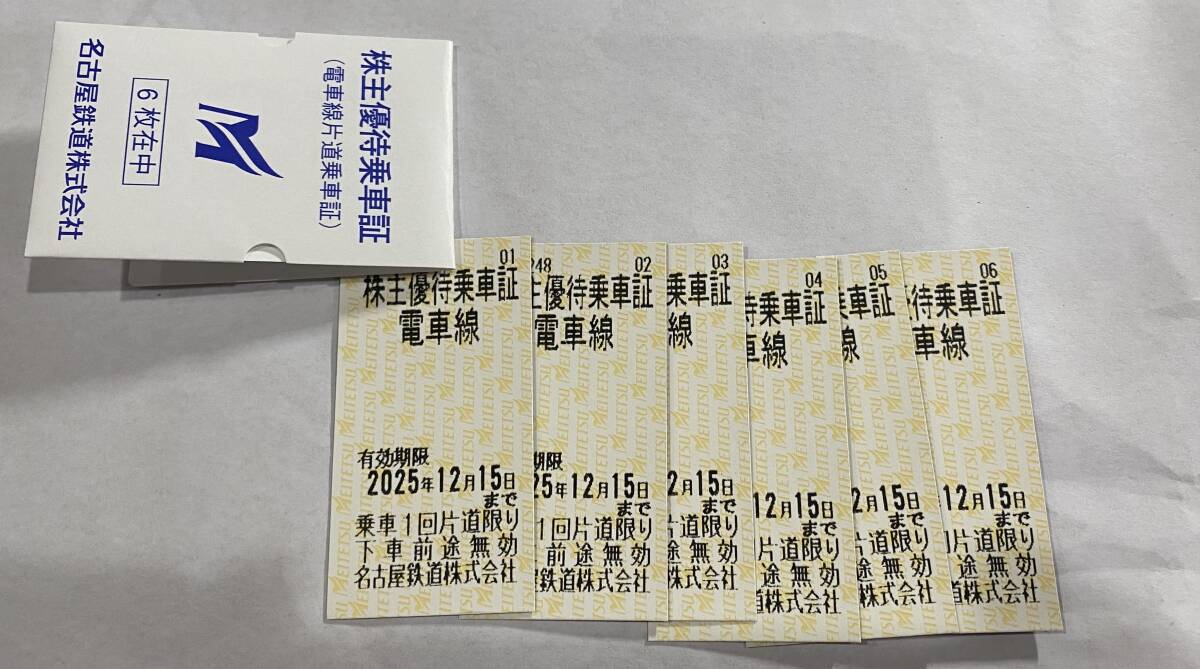 株主優待乗車証
(電車線片道乗車証)
6枚在中
名古屋鉄道株式会社
01
株主優待乗車証
電車線
有効期限
2025年12月15日
まで
乗車1回片道限り
下車前途無効
名古屋鉄道株式会社
248 02
優待乗車証
電車線
期限
25年12月15日
まで
1回片道限り
前途無効
屋鉄道株式会社
03
乗車証
線
2月15日
まで
片道限り
途無効
株式会社
04
待乗車証
車線
12月15日
まで
片道限り
途無効
道株式会社
05
乗車証
線
2月15日
まで
片道限り
途無効
株式会社
06
待乗車証
車線
12月15日
まで
片道限り
途無効
株式会社